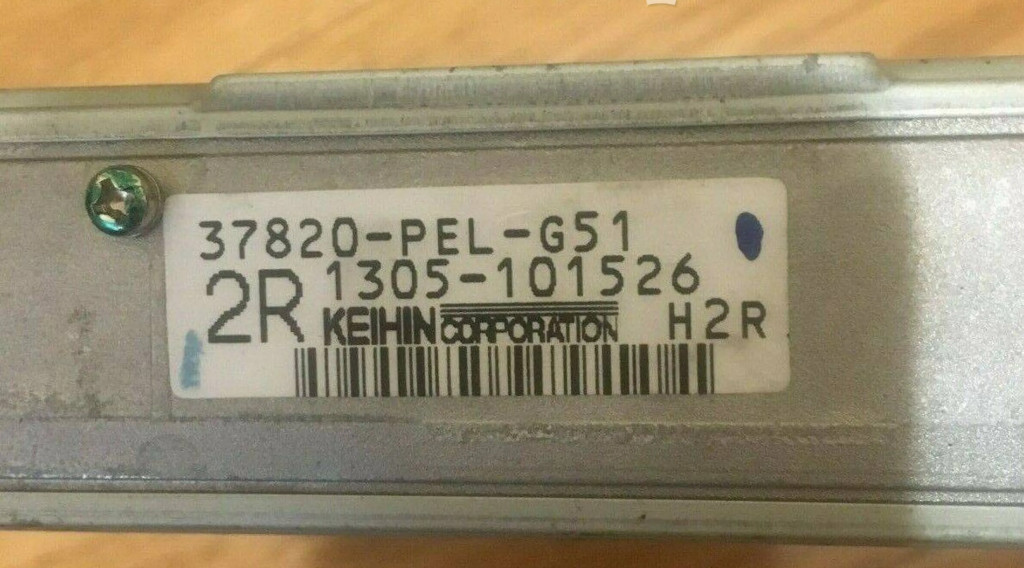 37820-PEL-G51
2R 1305-101526
KEIHIN CORPORATION H2R